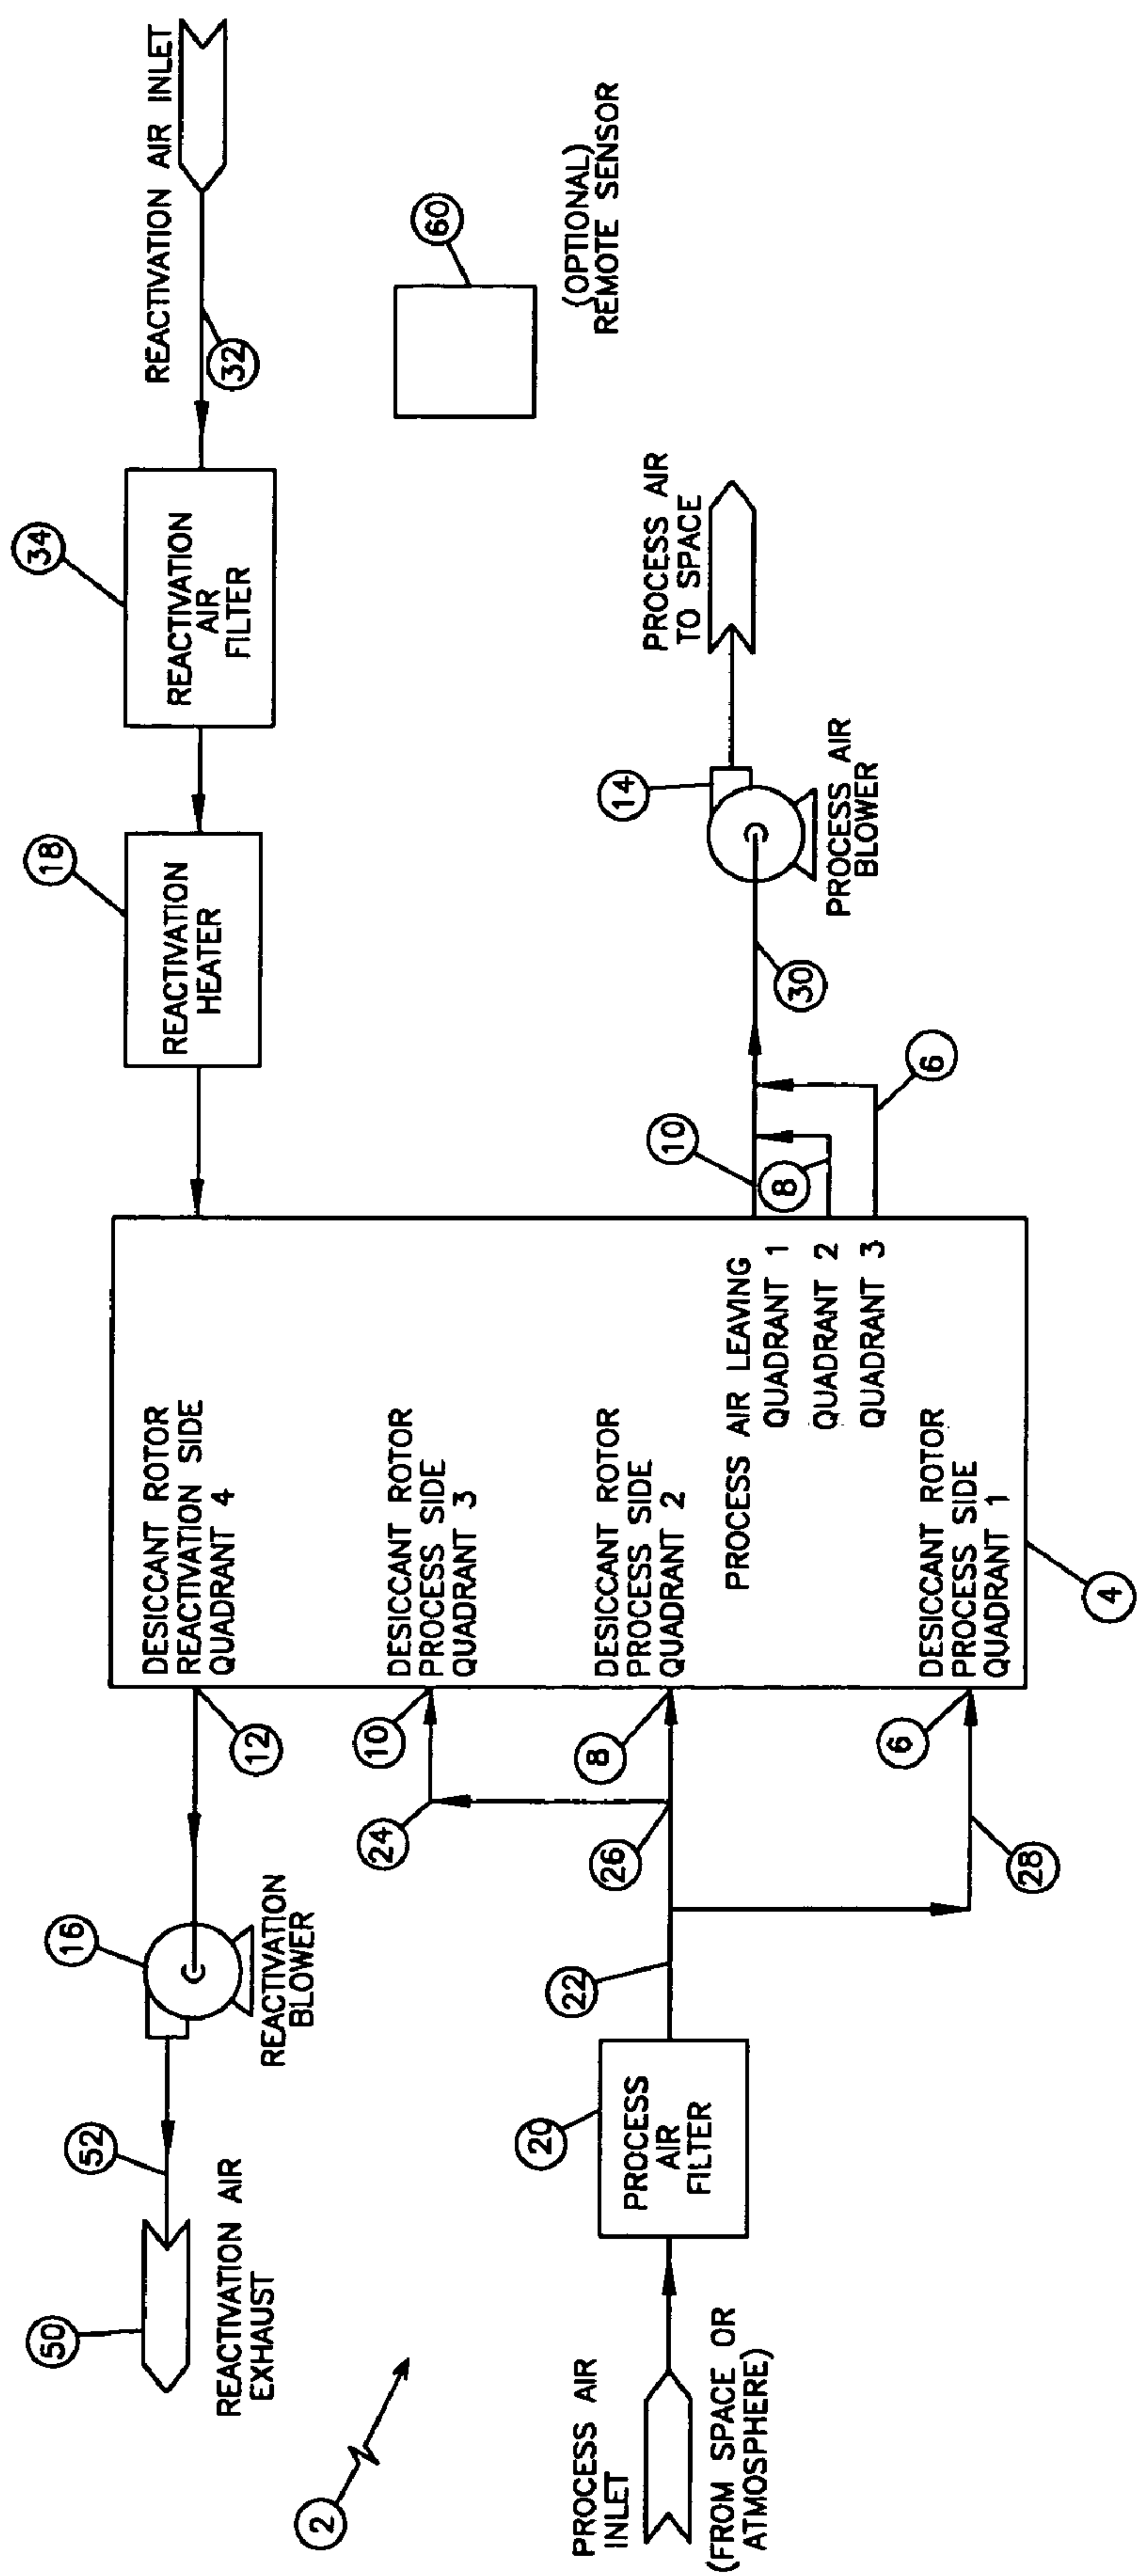 50
52
16
REACTIVATION AIR
EXHAUST
REACTIVATION
BLOWER
12
DESICCANT ROTOR
REACTIVATION SIDE
QUADRANT 4
18
REACTIVATION
HEATER
34
REACTIVATION
AIR
FILTER
REACTIVATION AIR INLET
32
60
(OPTIONAL)
REMOTE SENSOR
2
24
10
DESICCANT ROTOR
PROCESS SIDE
QUADRANT 3
PROCESS AIR
INLET
(FROM SPACE OR
ATMOSPHERE)
20
PROCESS
AIR
FILTER
22
26
8
DESICCANT ROTOR
PROCESS SIDE
QUADRANT 2
28
6
DESICCANT ROTOR
PROCESS SIDE
QUADRANT 1
4
PROCESS AIR LEAVING
QUADRANT 1
QUADRANT 2
QUADRANT 3
10
8
6
30
14
PROCESS AIR
BLOWER
PROCESS AIR
TO SPACE